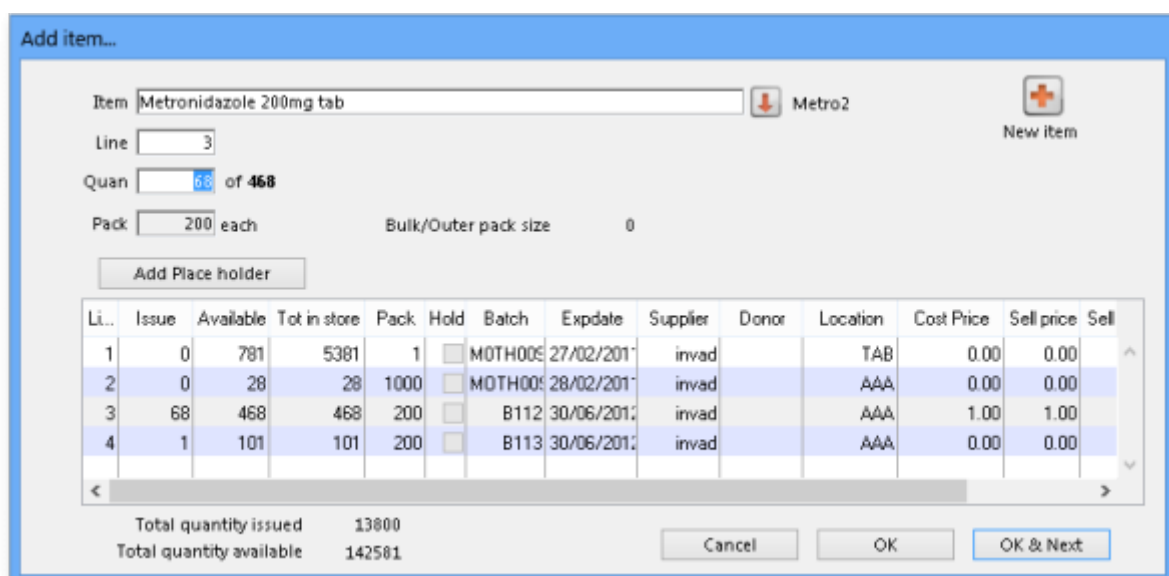 Add item...
Item Metronidazole 200mg tab Metro2
New item
Line 3
Quan 68 of 468
Pack 200 each Bulk/Outer pack size 0
Add Place holder
Li... Issue Available Tot in store Pack Hold Batch Expdate Supplier Donor Location Cost Price Sell price Sell
1 0 781 5381 1 27/02/201 invad TAB 0.00 0.00
2 0 28 28 1000 28/02/201 invad AAA 0.00 0.00
3 68 468 468 200 B112 30/06/2012 invad AAA 1.00 1.00
4 1 101 101 200 B113 30/06/2012 invad AAA 0.00 0.00
Total quantity issued 13800
Total quantity available 142581
Cancel OK OK & Next